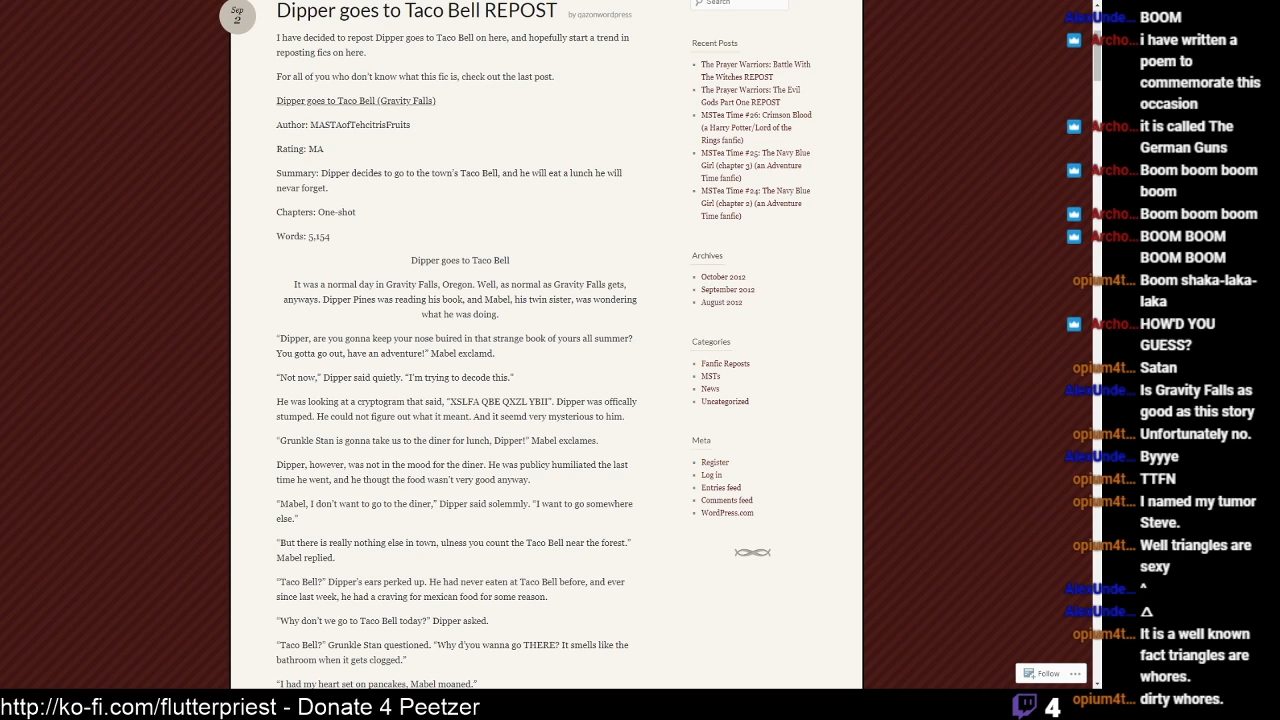 Sep
2
Dipper goes to Taco Bell REPOST
by qazonwordpress
I have decided to repost Dipper goes to Taco Bell on here, and hopefully start a trend in
reposting fics on here.
For all of you who don't know what this fic is, check out the last post.
Dipper goes to Taco Bell (Gravity Falls)
Author: MASTAofTehcitrisFruits
Rating: MA
Summary: Dipper decides to go to the town's Taco Bell, and he will eat a lunch he will
nevar forget.
Chapters: One-shot
Words: 5,154
Dipper goes to Taco Bell
It was a normal day in Gravity Falls, Oregon. Well, as normal as Gravity Falls gets,
anyways. Dipper Pines was reading his book, and Mabel, his twin sister, was wondering
what he was doing.
“Dipper, are you gonna keep your nose buired in that strange book of yours all summer?
You gotta go out, have an adventure!” Mabel exclamd.
“Not now,” Dipper said quietly. “I'm trying to decode this.”
He was looking at a cryptogram that said, “XSLFA QBE QXZL YBII”. Dipper was offically
stumped. He could not figure out what it meant. And it seemd very mysterious to him.
“Grunkle Stan is gonna take us to the diner for lunch, Dipper!” Mabel exclames.
Dipper, however, was not in the mood for the diner. He was publicy humiliated the last
time he went, and he thougt the food wasn't very good anyway.
“Mabel, I don't want to go to the diner,” Dipper said solemnly. “I want to go somewhere
else.”
“But there is really nothing else in town, ulness you count the Taco Bell near the forest.”
Mabel replied.
“Taco Bell?” Dipper's ears perked up. He had never eaten at Taco Bell before, and ever
since last week, he had a craving for mexican food for some reason.
“Why don't we go to Taco Bell today?” Dipper asked.
“Taco Bell?” Grunkle Stan questioned. “Why d'you wanna go THERE? It smells like the
bathroom when it gets clogged.”
“I had my heart set on pancakes, Mabel moaned.”
Search
Recent Posts
The Prayer Warriors: Battle With
The Witches REPOST
The Prayer Warriors: The Evil
Gods Part One REPOST
MSTea Time #26: Crimson Blood
(a Harry Potter/Lord of the
Rings fanfic)
MSTea Time #25: The Navy Blue
Girl (chapter 3) (an Adventure
Time fanfic)
MSTea Time #24: The Navy Blue
Girl (chapter 2) (an Adventure
Time fanfic)
Archives
October 2012
September 2012
August 2012
Categories
Fanfic Reposts
MSTs
News
Uncategorized
Meta
Register
Log in
Entries feed
Comments feed
WordPress.com
Follow
AlexUnde... BOOM
Archo... i have written a
poem to
commemorate this
occasion
Archo... it is called The
German Guns
Archo... Boom boom boom
boom
Archo... Boom boom boom
Archo... BOOM BOOM
BOOM BOOM
opium4t... Boom shaka-laka-
laka
Archo... HOW'D YOU
GUESS?
opium4t... Satan
AlexUnde... Is Gravity Falls as
good as this story
opium4t... Unfortunately no.
AlexUnde... Byyye
opium4t... TTFN
opium4t... I named my tumor
Steve.
opium4t... Well triangles are
sexy
AlexUnde... ^
AlexUnde... Δ
opium4t... It is a well known
fact triangles are
whores.
opium4t... dirty whores.
http://ko-fi.com/flutterpriest - Donate 4 Peetzer
4